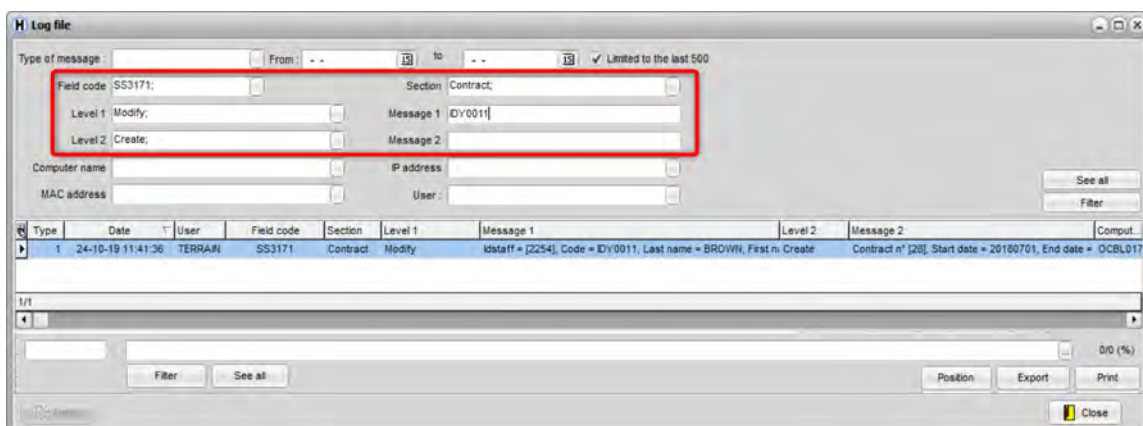 Log file
Type of message : From : - - 15 to - - 15 ✓ Limited to the last 500
Field code SS3171; Section Contract;
Level 1 Modify; Message 1 IDY0011
Level 2 Create; Message 2
Computer name IP address
MAC address User :
See all
Filter
Type Date User Field code Section Level 1 Message 1 Level 2 Message 2 Comput...
1 24-10-19 11:41:36 TERRAIN SS3171 Contract Modify Idstaff = [2254], Code = IDY0011, Last name = BROWN, First n Create Contract n° [28], Start date = 20180701, End date = OCBL017
1/1
0/0 (%)
Filter See all Position Export Print
Close